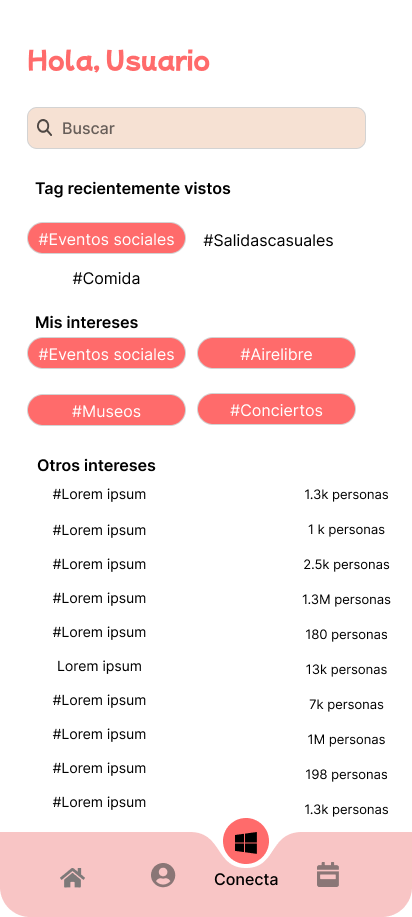 Hola, Usuario
Buscar
Tag recientemente vistos
#Eventos sociales #Salidascasuales
#Comida
Mis intereses
#Eventos sociales #Airelibre
#Museos #Conciertos
Otros intereses
#Lorem ipsum 1.3k personas
#Lorem ipsum 1 k personas
#Lorem ipsum 2.5k personas
#Lorem ipsum 1.3M personas
#Lorem ipsum 180 personas
Lorem ipsum 13k personas
#Lorem ipsum 7k personas
#Lorem ipsum 1M personas
#Lorem ipsum 198 personas
#Lorem ipsum 1.3k personas
Conecta